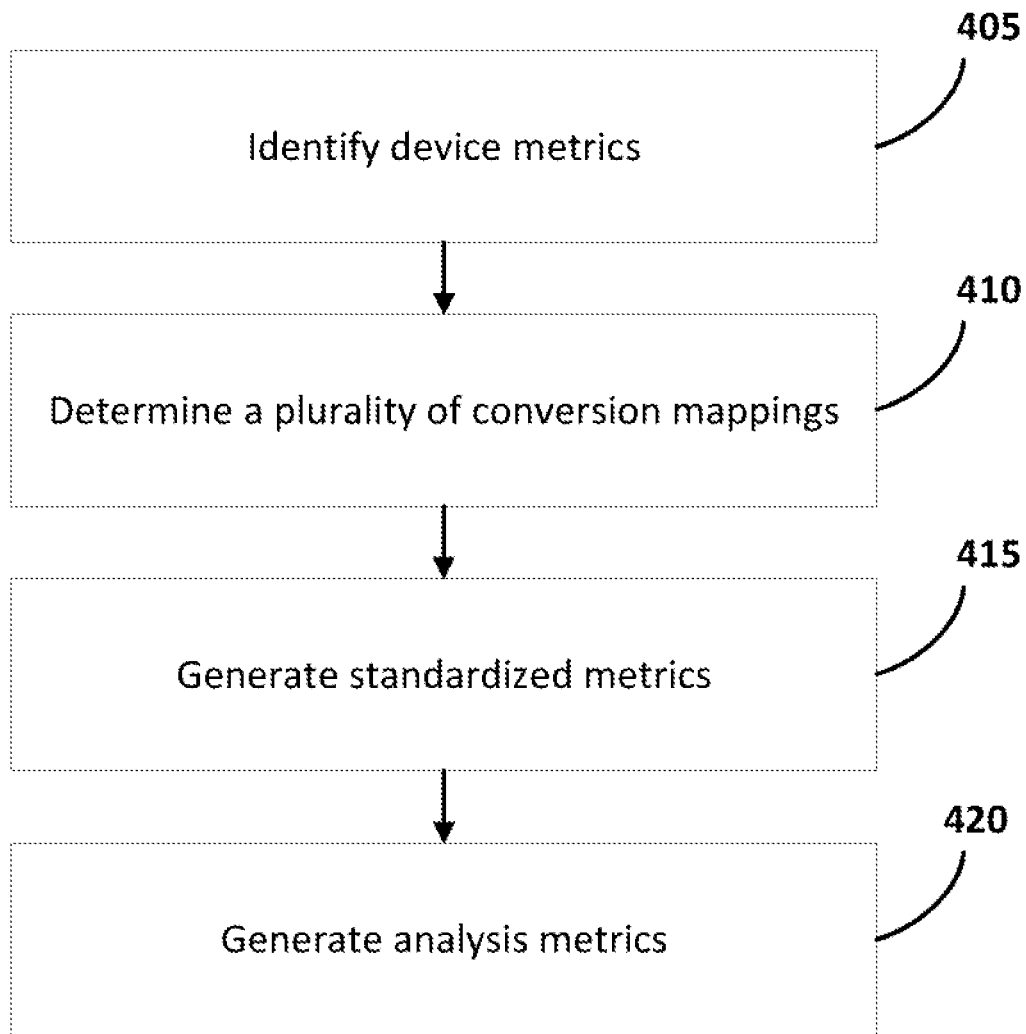 405
Identify device metrics
410
Determine a plurality of conversion mappings
415
Generate standardized metrics
420
Generate analysis metrics